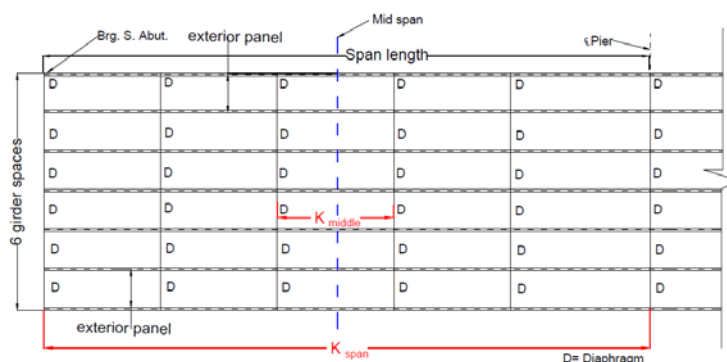 Mid span
Brg. S. Abut.
exterior panel
℄Pier
Span length
D D D D D D
D D D D D D
D D D D D D
6 girder spaces
D D D D D D
K middle
D D D D D D
D D D D D D
exterior panel
K span
D= Diaphragm